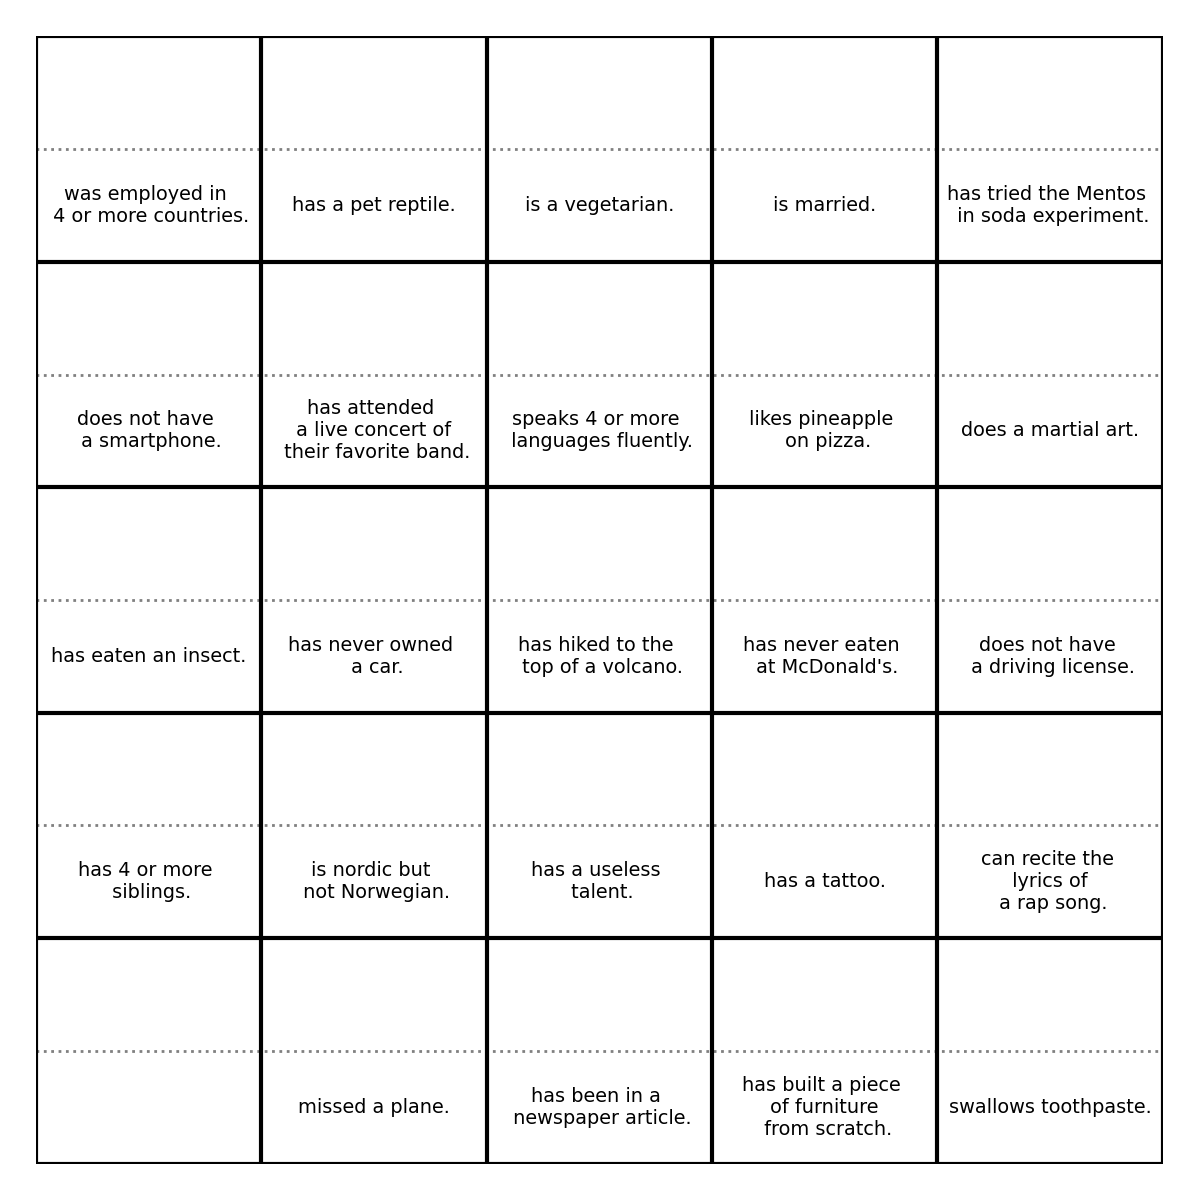 was employed in
4 or more countries.
has a pet reptile.
is a vegetarian.
is married.
has tried the Mentos
in soda experiment.
does not have
a smartphone.
has attended
a live concert of
their favorite band.
speaks 4 or more
languages fluently.
likes pineapple
on pizza.
does a martial art.
has eaten an insect.
has never owned
a car.
has hiked to the
top of a volcano.
has never eaten
at McDonald's.
does not have
a driving license.
has 4 or more
siblings.
is nordic but
not Norwegian.
has a useless
talent.
has a tattoo.
can recite the
lyrics of
a rap song.
missed a plane.
has been in a
newspaper article.
has built a piece
of furniture
from scratch.
swallows toothpaste.